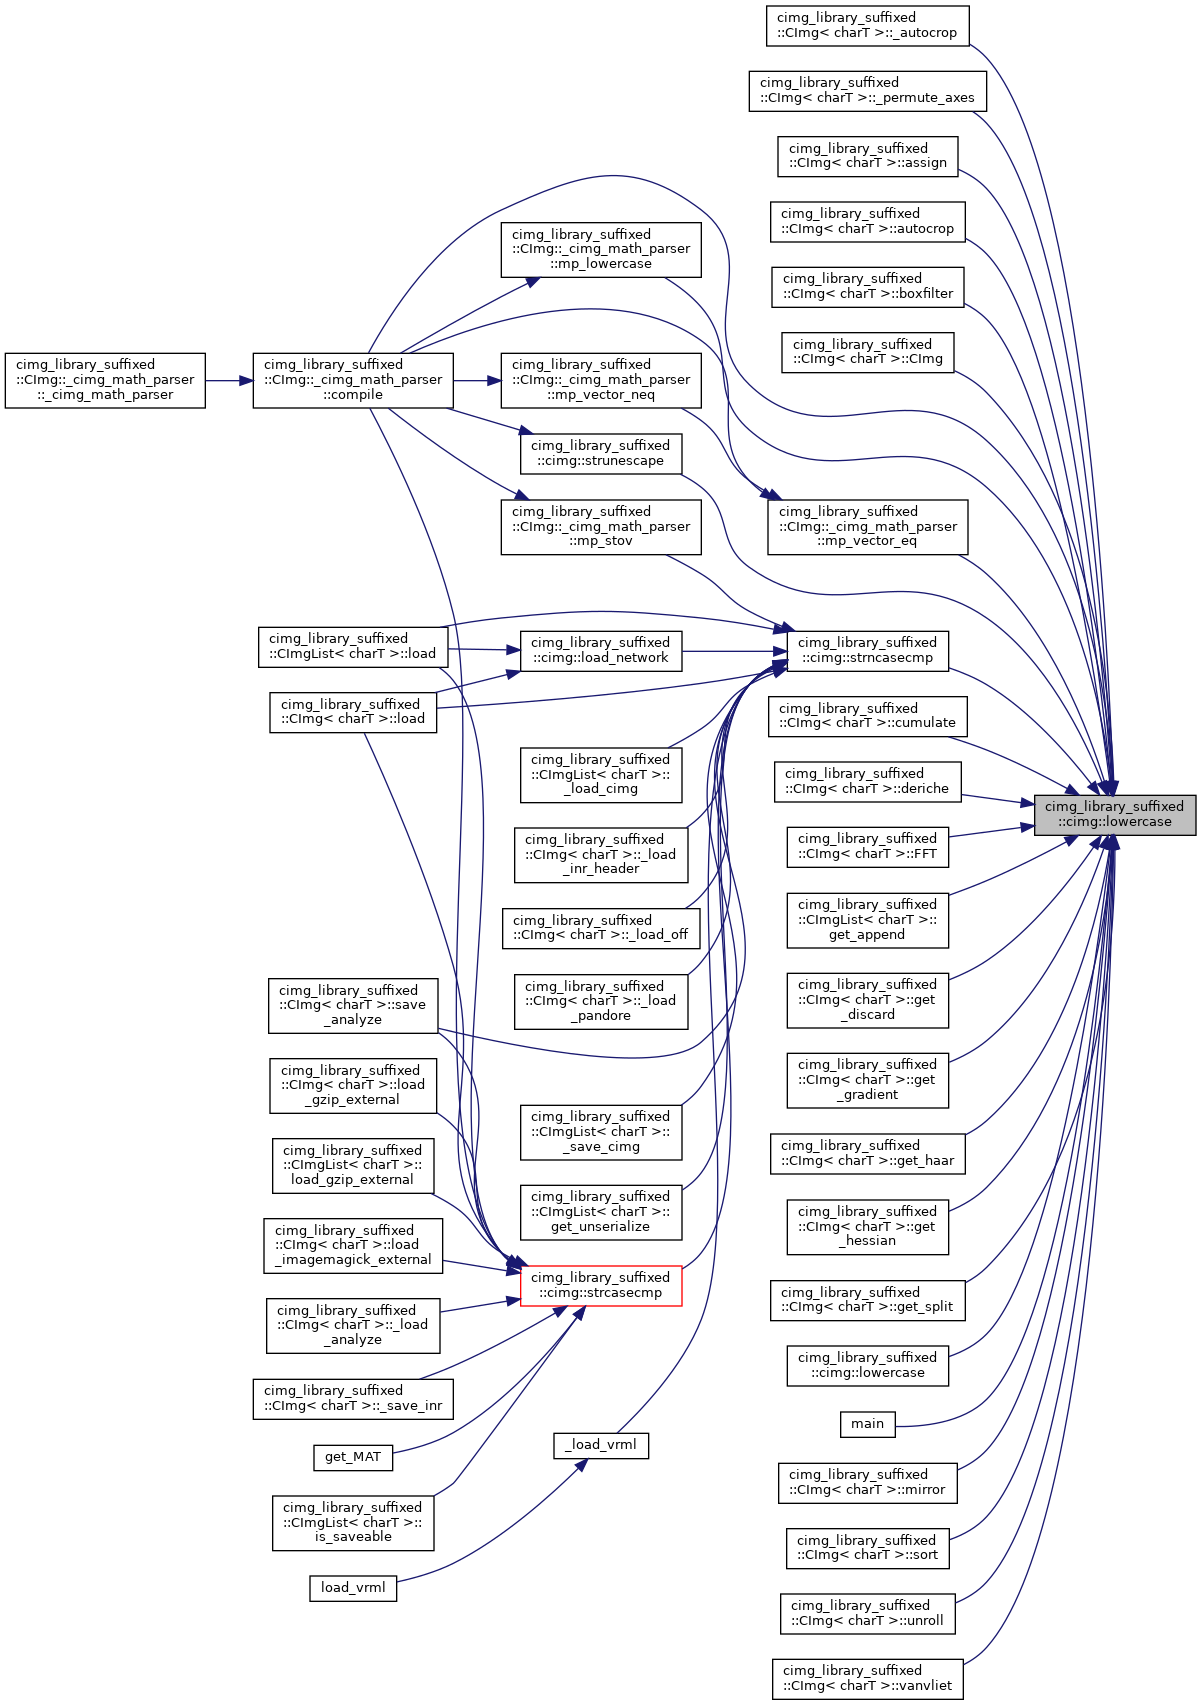 cimg_library_suffixed
::CImg< charT >::_autocrop
cimg_library_suffixed
::CImg< charT >::_permute_axes
cimg_library_suffixed
::CImg< charT >::assign
cimg_library_suffixed
::CImg< charT >::autocrop
cimg_library_suffixed
::CImg< charT >::boxfilter
cimg_library_suffixed
::CImg< charT >::CImg
cimg_library_suffixed
::CImg::_cimg_math_parser
::mp_lowercase
cimg_library_suffixed
::CImg::_cimg_math_parser
::_cimg_math_parser
cimg_library_suffixed
::CImg::_cimg_math_parser
::compile
cimg_library_suffixed
::CImg::_cimg_math_parser
::mp_vector_neq
cimg_library_suffixed
::cimg::strunescape
cimg_library_suffixed
::CImg::_cimg_math_parser
::mp_stov
cimg_library_suffixed
::CImg::_cimg_math_parser
::mp_vector_eq
cimg_library_suffixed
::CImgList< charT >::load
cimg_library_suffixed
::cimg::load_network
cimg_library_suffixed
::cimg::strncasecmp
cimg_library_suffixed
::CImg< charT >::load
cimg_library_suffixed
::CImg< charT >::cumulate
cimg_library_suffixed
::CImgList< charT >::
_load_cimg
cimg_library_suffixed
::CImg< charT >::deriche
cimg_library_suffixed
::cimg::lowercase
cimg_library_suffixed
::CImg< charT >::_load
_inr_header
cimg_library_suffixed
::CImg< charT >::FFT
cimg_library_suffixed
::CImg< charT >::_load_off
cimg_library_suffixed
::CImgList< charT >::
get_append
cimg_library_suffixed
::CImg< charT >::save
_analyze
cimg_library_suffixed
::CImg< charT >::_load
_pandore
cimg_library_suffixed
::CImg< charT >::get
_discard
cimg_library_suffixed
::CImg< charT >::load
_gzip_external
cimg_library_suffixed
::CImg< charT >::get
_gradient
cimg_library_suffixed
::CImgList< charT >::
_save_cimg
cimg_library_suffixed
::CImgList< charT >::
load_gzip_external
cimg_library_suffixed
::CImg< charT >::get_haar
cimg_library_suffixed
::CImgList< charT >::
get_unserialize
cimg_library_suffixed
::CImg< charT >::get
_hessian
cimg_library_suffixed
::CImg< charT >::load
_imagemagick_external
cimg_library_suffixed
::cimg::strcasecmp
cimg_library_suffixed
::CImg< charT >::get_split
cimg_library_suffixed
::CImg< charT >::_load
_analyze
cimg_library_suffixed
::cimg::lowercase
cimg_library_suffixed
::CImg< charT >::_save_inr
main
get_MAT
_load_vrml
cimg_library_suffixed
::CImg< charT >::mirror
cimg_library_suffixed
::CImgList< charT >::
is_saveable
cimg_library_suffixed
::CImg< charT >::sort
load_vrml
cimg_library_suffixed
::CImg< charT >::unroll
cimg_library_suffixed
::CImg< charT >::vanvliet